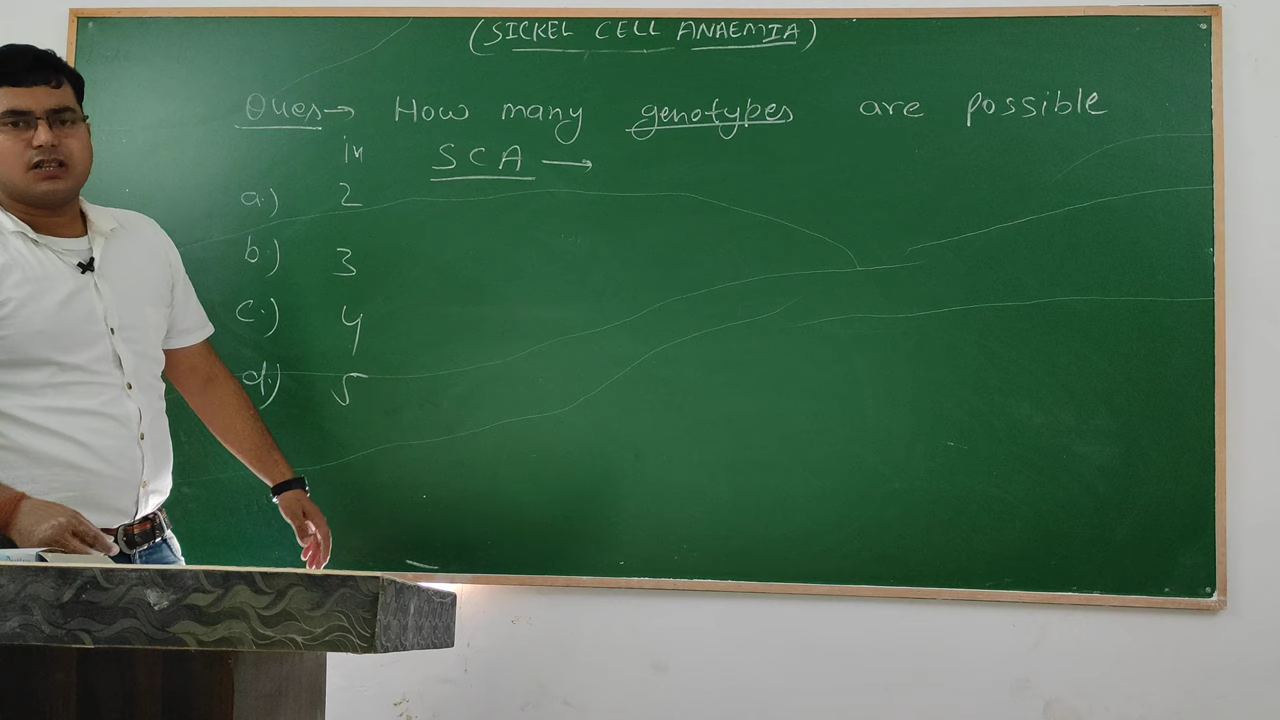 (SICKEL CELL ANAEMIA)
Ques→ How many genotypes are possible
in SCA →
a.) 2
b.) 3
c.) 4
d.) 5